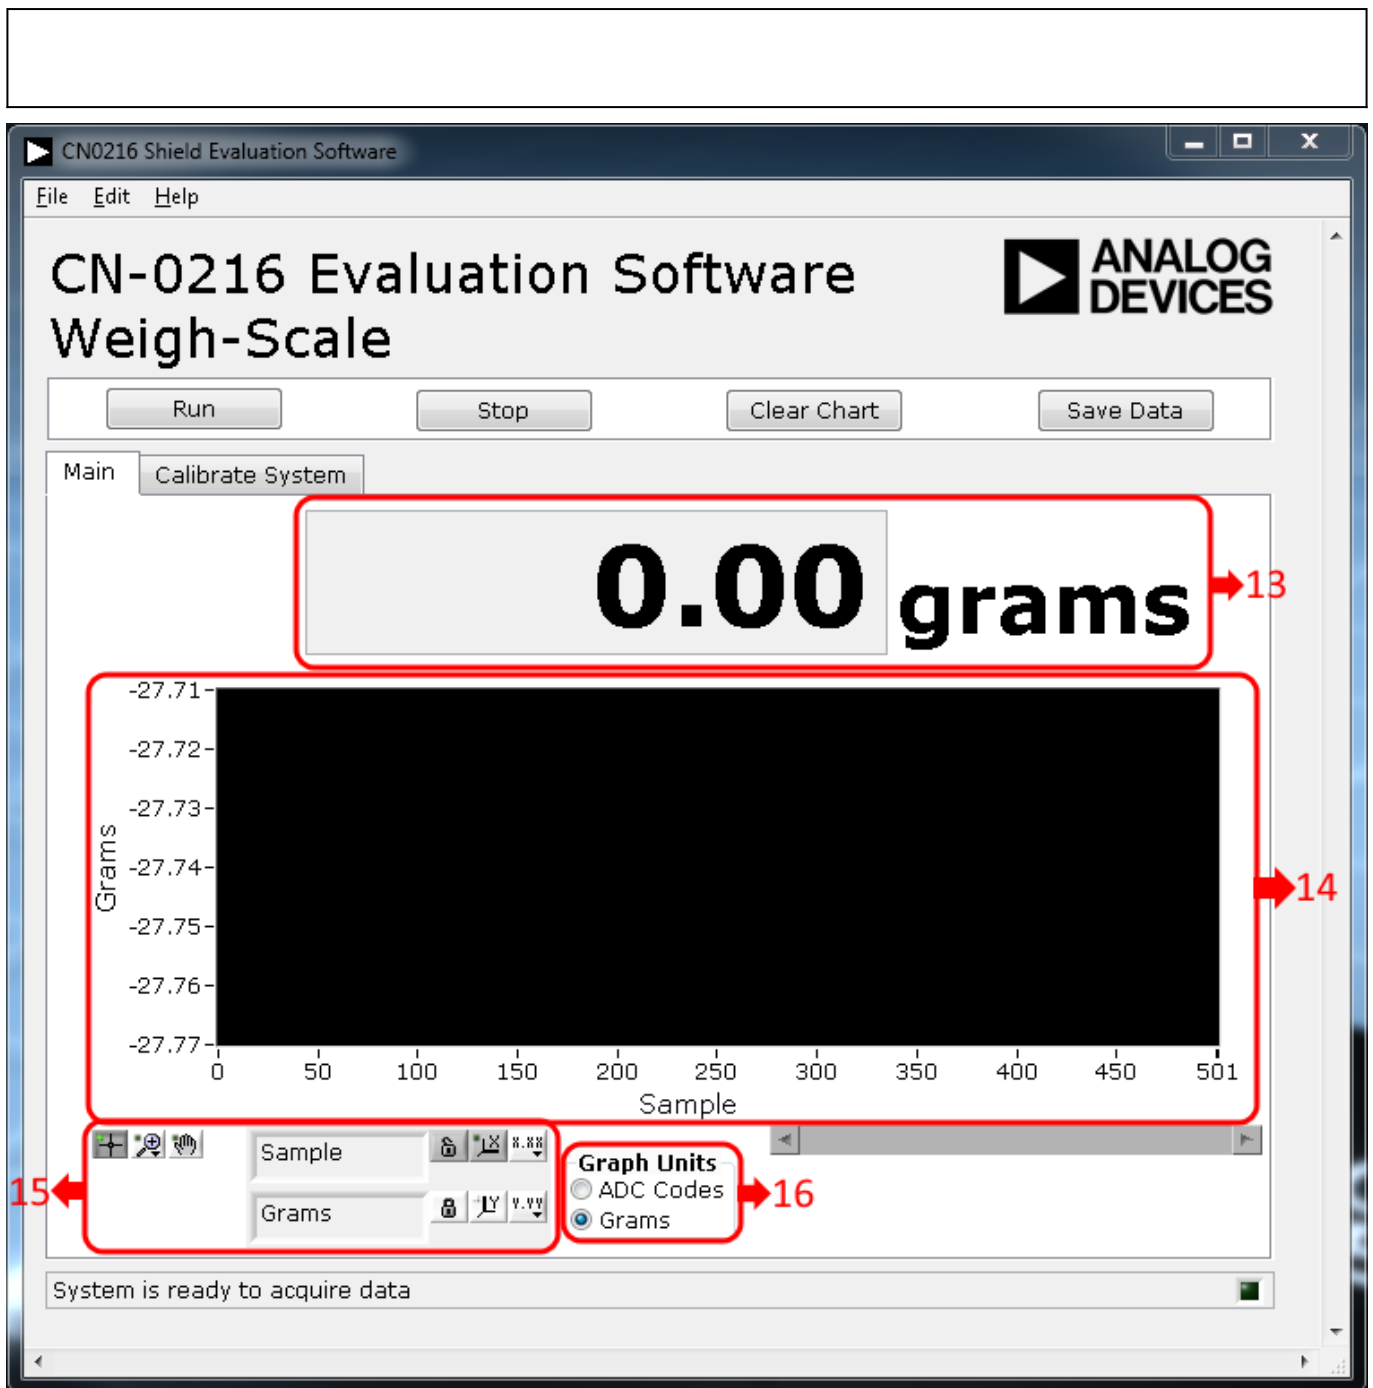 CN0216 Shield Evaluation Software
File Edit Help
CN-0216 Evaluation Software
Weigh-Scale
ANALOG
DEVICES
Run Stop Clear Chart Save Data
Main Calibrate System
0.00 grams
13
-27.71
-27.72
-27.73
-27.74
-27.75
-27.76
-27.77
Grams
14
0 50 100 150 200 250 300 350 400 450 501
Sample
Sample X X.XX
Grams Y Y.YY
15
Graph Units
ADC Codes
Grams
16
System is ready to acquire data